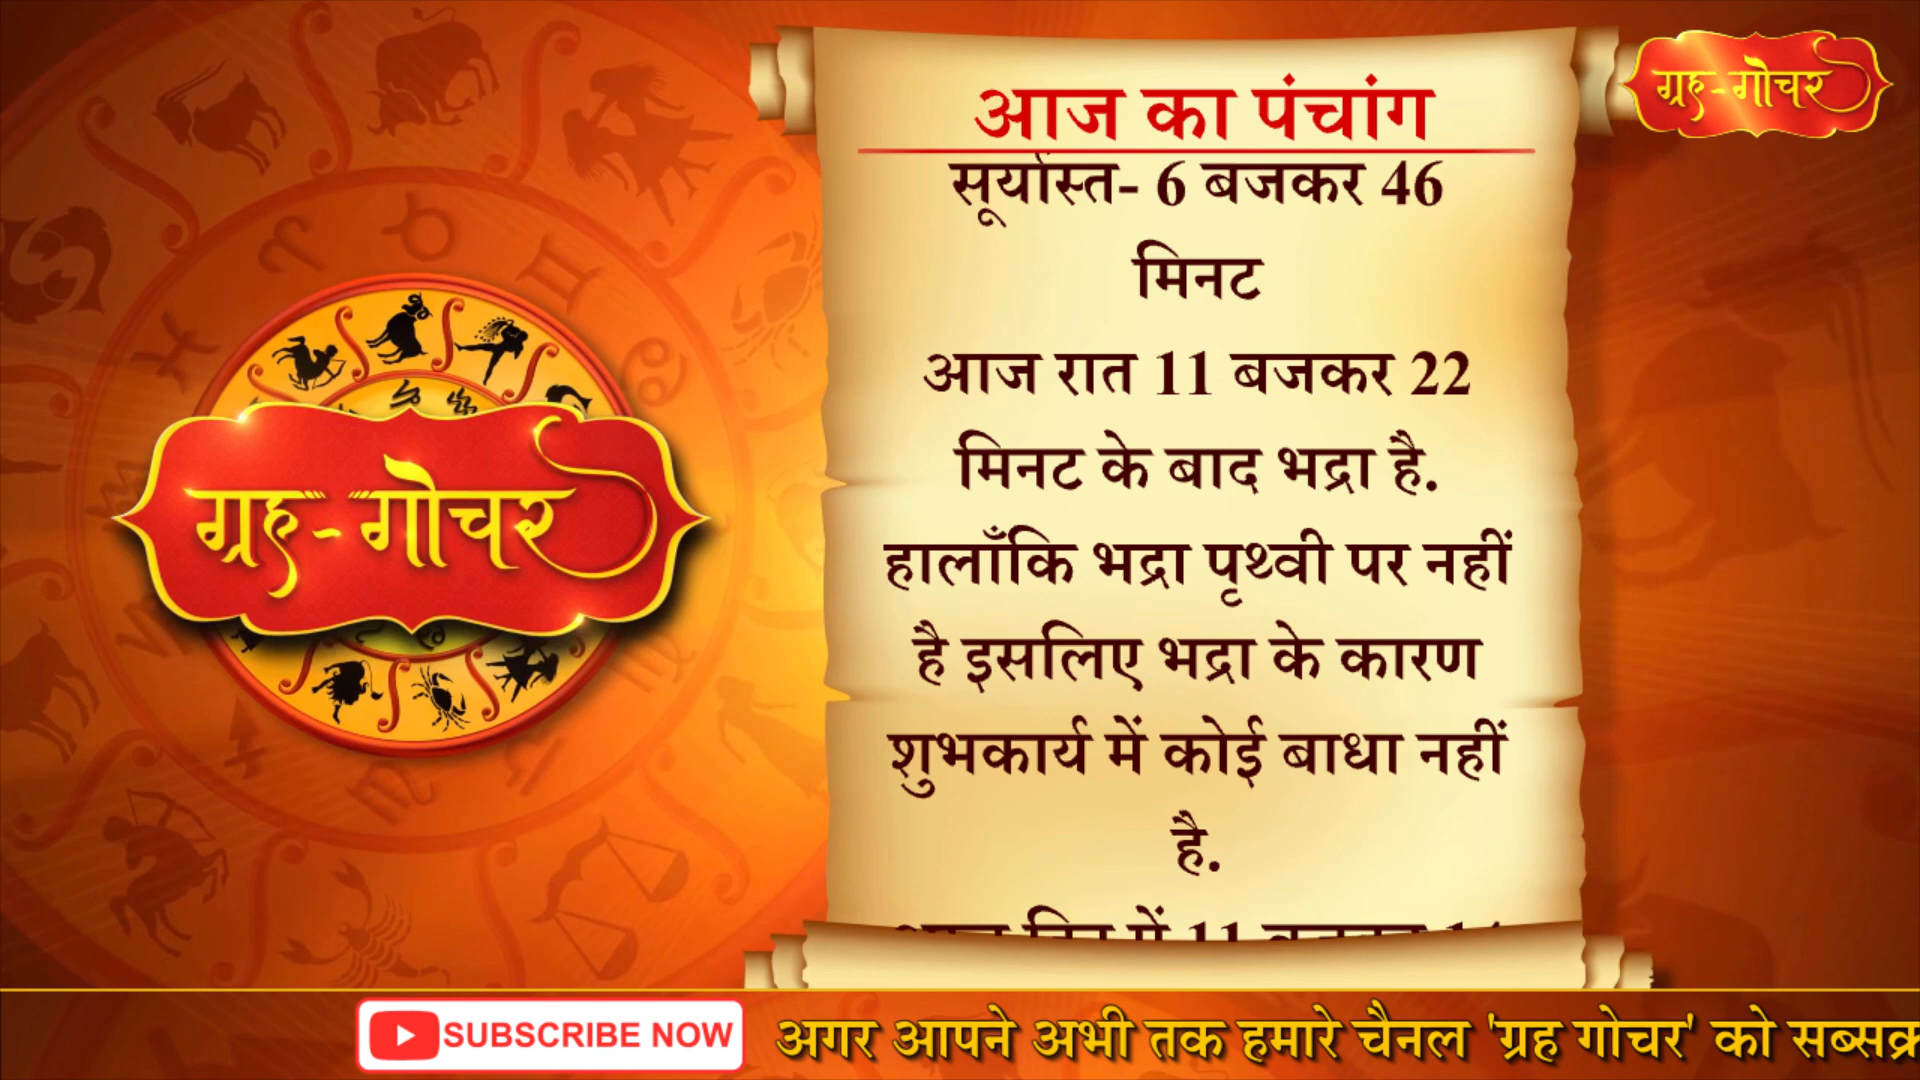 आज का पंचांग
ग्रह-गोचर
सूर्यास्त- 6 बजकर 46
मिनट
आज रात 11 बजकर 22
मिनट के बाद भद्रा है.
हालाँकि भद्रा पृथ्वी पर नहीं
है इसलिए भद्रा के कारण
शुभकार्य में कोई बाधा नहीं
है.
ग्रह-गोचर
SUBSCRIBE NOW
अगर आपने अभी तक हमारे चैनल 'ग्रह गोचर' को